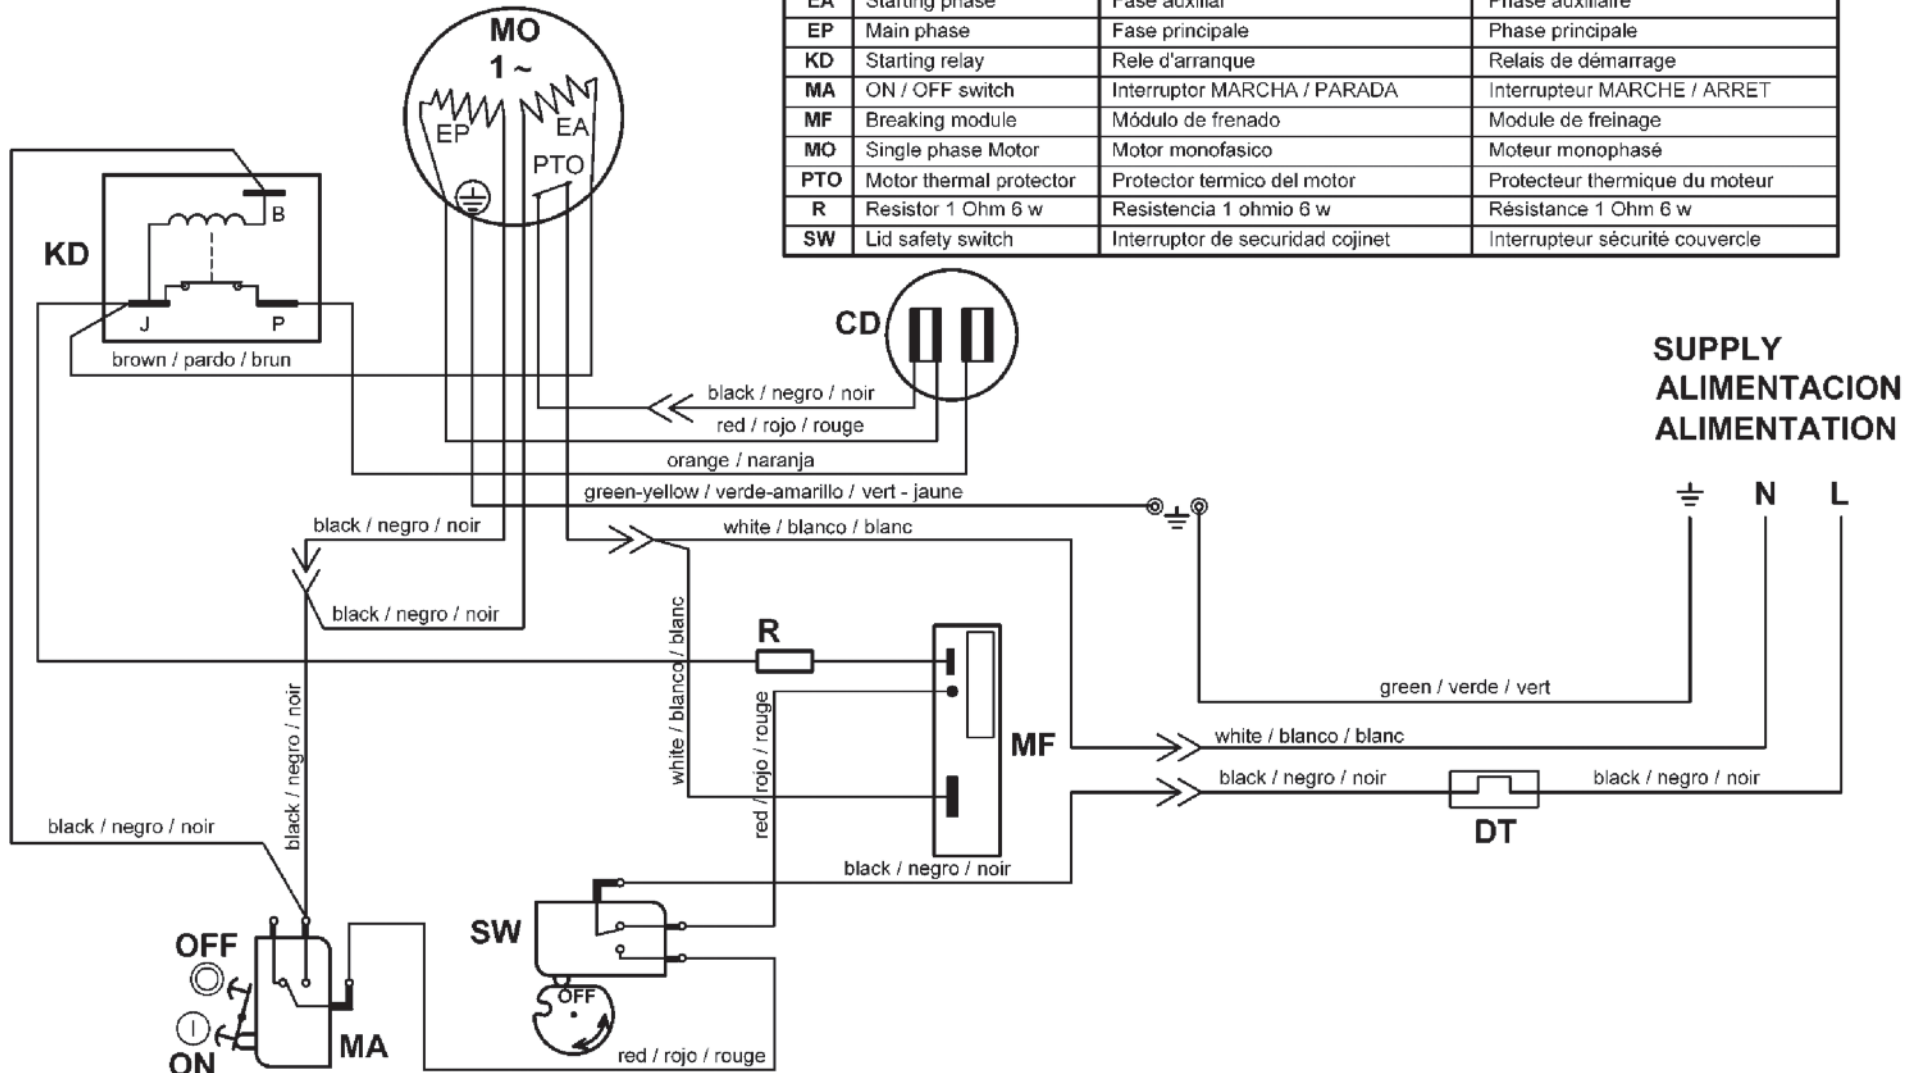 EA Starting phase Fase auxiliar Phase auxiliaire
EP Main phase Fase principale Phase principale
KD Starting relay Rele d'arranque Relais de démarrage
MA ON / OFF switch Interruptor MARCHA / PARADA Interrupteur MARCHE / ARRET
MF Breaking module Módulo de frenado Module de freinage
MO Single phase Motor Motor monofasico Moteur monophasé
PTO Motor thermal protector Protector termico del motor Protecteur thermique du moteur
R Resistor 1 Ohm 6 w Resistencia 1 ohmio 6 w Résistance 1 Ohm 6 w
SW Lid safety switch Interruptor de securidad cojinet Interrupteur sécurité couvercle
MO
1 ~
EP
EA
PTO
KD
B
J
P
brown / pardo / brun
CD
black / negro / noir
red / rojo / rouge
orange / naranja
green-yellow / verde-amarillo / vert - jaune
SUPPLY
ALIMENTACION
ALIMENTATION
N
L
black / negro / noir
white / blanco / blanc
black / negro / noir
white / blanco / blanc
R
red / rojo / rouge
MF
green / verde / vert
white / blanco / blanc
black / negro / noir
black / negro / noir
DT
black / negro / noir
black / negro / noir
black / negro / noir
SW
OFF
OFF
ON
MA
red / rojo / rouge